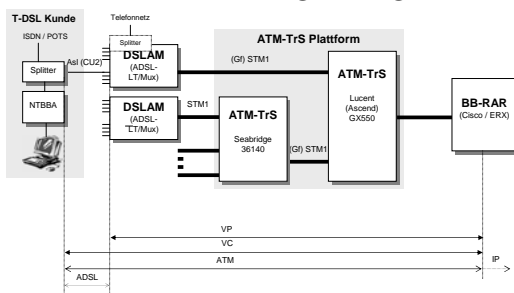 T-DSL Kunde
ISDN / POTS
Splitter
NTBBA
Asl (CU2)
Telefonnetz
Splitter
DSLAM
(ADSL-
LT/Mux)
DSLAM
(ADSL-
LT/Mux)
ATM-TrS Plattform
(Gf) STM1
STM1
ATM-TrS
Seabridge
36140
(Gf) STM1
ATM-TrS
Lucent
(Ascend)
GX550
BB-RAR
(Cisco / ERX)
VP
VC
ATM
IP
ADSL